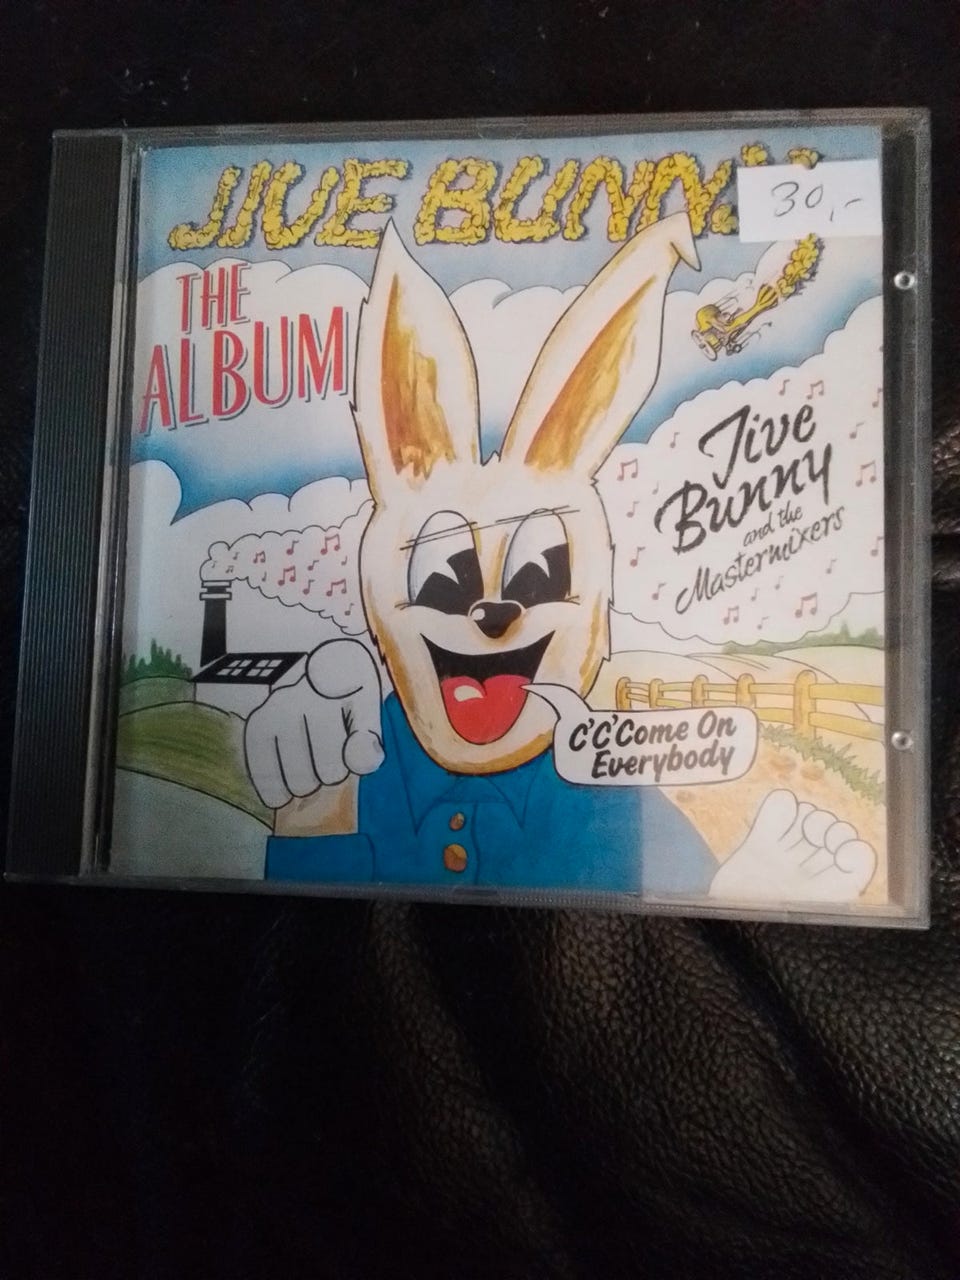 JIVE BUNNY
30,-
THE
ALBUM
Jive
Bunny
and the
Mastermixers
C'C'Come On
Everybody